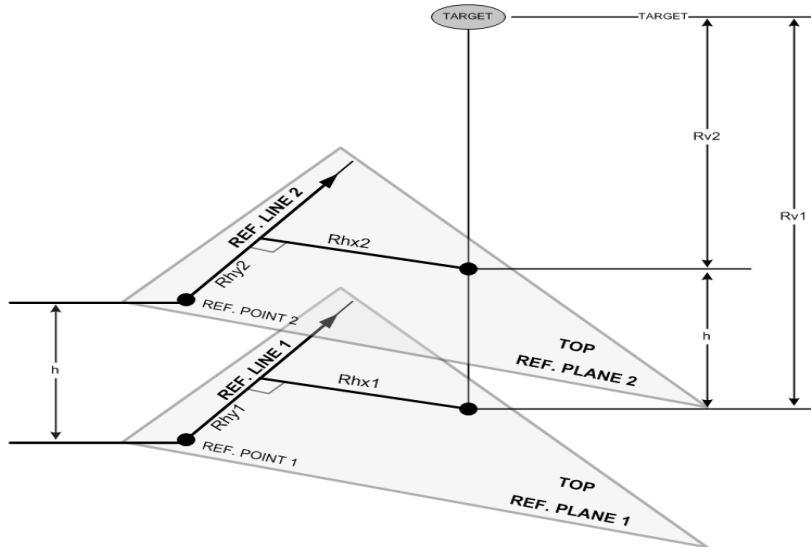 TARGET
TARGET
Rv2
Rv1
REF. LINE 2
Rhx2
Rhy2
REF. POINT 2
h
h
TOP
REF. PLANE 2
REF. LINE 1
Rhx1
Rhy1
REF. POINT 1
TOP
REF. PLANE 1